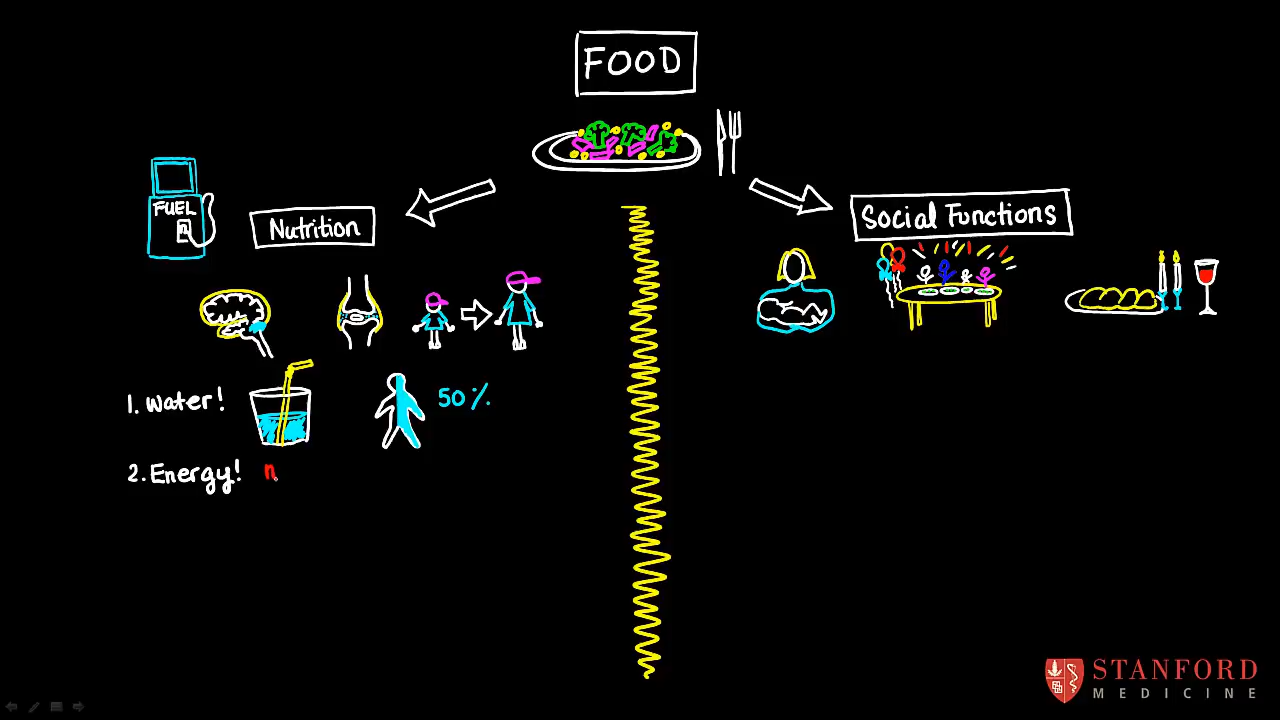 FOOD
FUEL
Nutrition
Social Functions
1. Water!
50%
2. Energy! n
STANFORD
MEDICINE